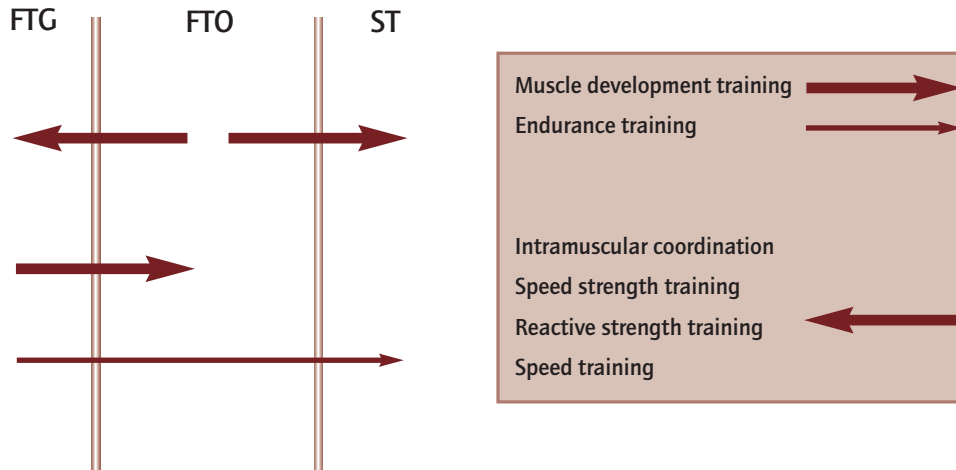 FTG FTO ST
Muscle development training
Endurance training
Intramuscular coordination
Speed strength training
Reactive strength training
Speed training